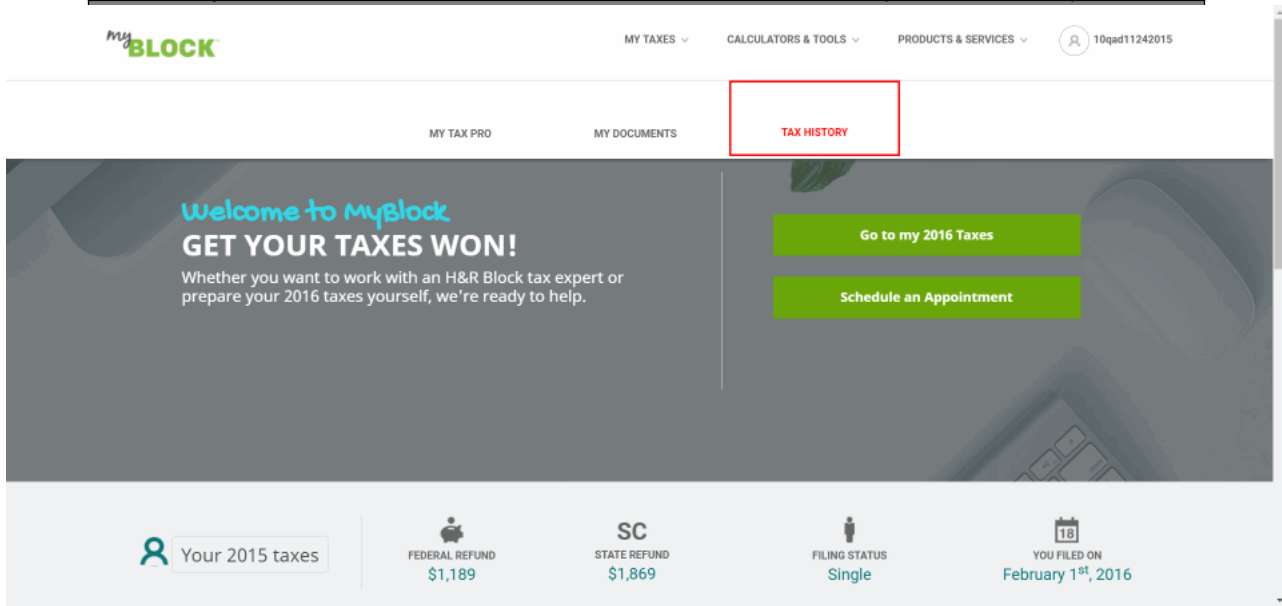 myBLOCK
MY TAXES CALCULATORS & TOOLS PRODUCTS & SERVICES 10qad11242015
MY TAX PRO MY DOCUMENTS TAX HISTORY
Welcome to MyBlock
GET YOUR TAXES WON!
Whether you want to work with an H&R Block tax expert or
prepare your 2016 taxes yourself, we're ready to help.
Go to my 2016 Taxes
Schedule an Appointment
Your 2015 taxes
FEDERAL REFUND
$1,189
SC
STATE REFUND
$1,869
FILING STATUS
Single
18
YOU FILED ON
February 1st, 2016